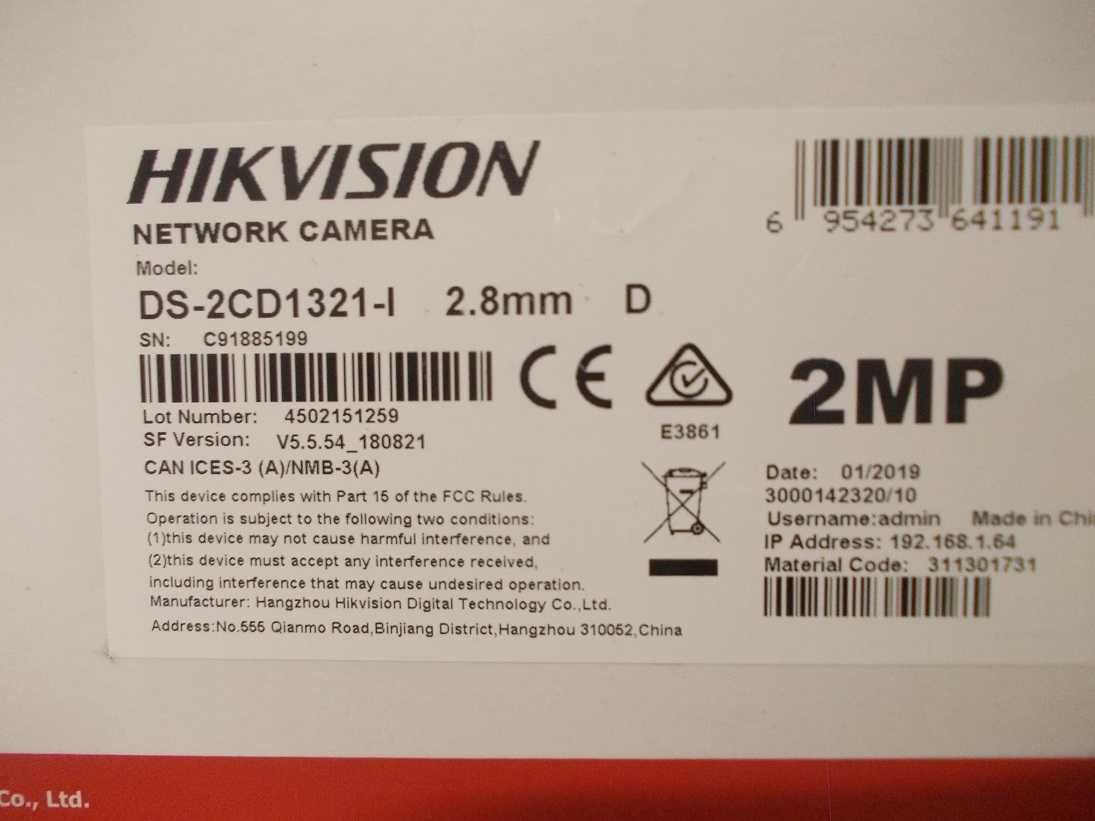 HIKVISION
NETWORK CAMERA
Model:
DS-2CD1321-I 2.8mm D
SN: C91885199
Lot Number: 4502151259
SF Version: V5.5.54_180821
CAN ICES-3 (A)/NMB-3(A)
This device complies with Part 15 of the FCC Rules.
Operation is subject to the following two conditions:
(1)this device may not cause harmful interference, and
(2)this device must accept any interference received,
including interference that may cause undesired operation.
Manufacturer: Hangzhou Hikvision Digital Technology Co.,Ltd.
Address:No.555 Qianmo Road,Binjiang District,Hangzhou 310052,China
E3861
6 954273 641191
2MP
Date: 01/2019
3000142320/10
Username:admin Made in Chi
IP Address: 192.168.1.64
Material Code: 311301731
Co., Ltd.